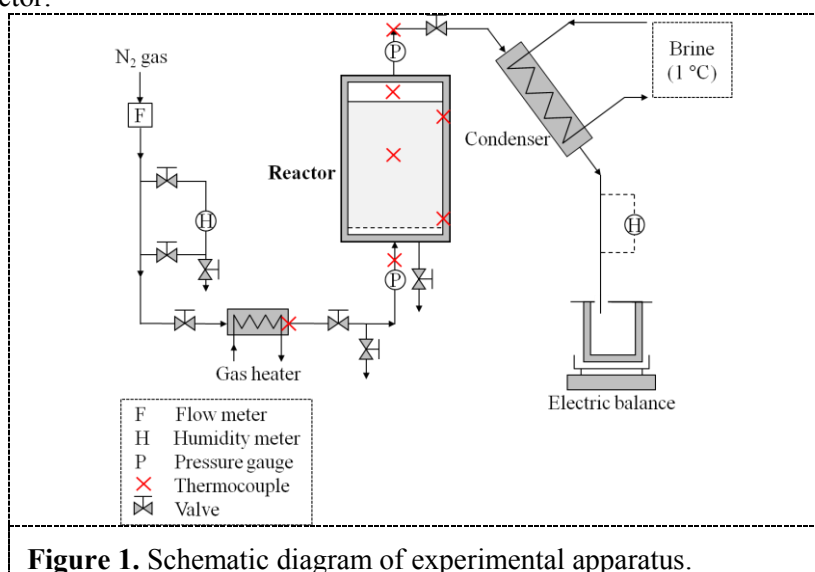 ctor.
N₂ gas
F
H
Gas heater
Reactor
P
P
Condenser
Brine
(1 °C)
H
Electric balance
F Flow meter
H Humidity meter
P Pressure gauge
Thermocouple
Valve
Figure 1. Schematic diagram of experimental apparatus.